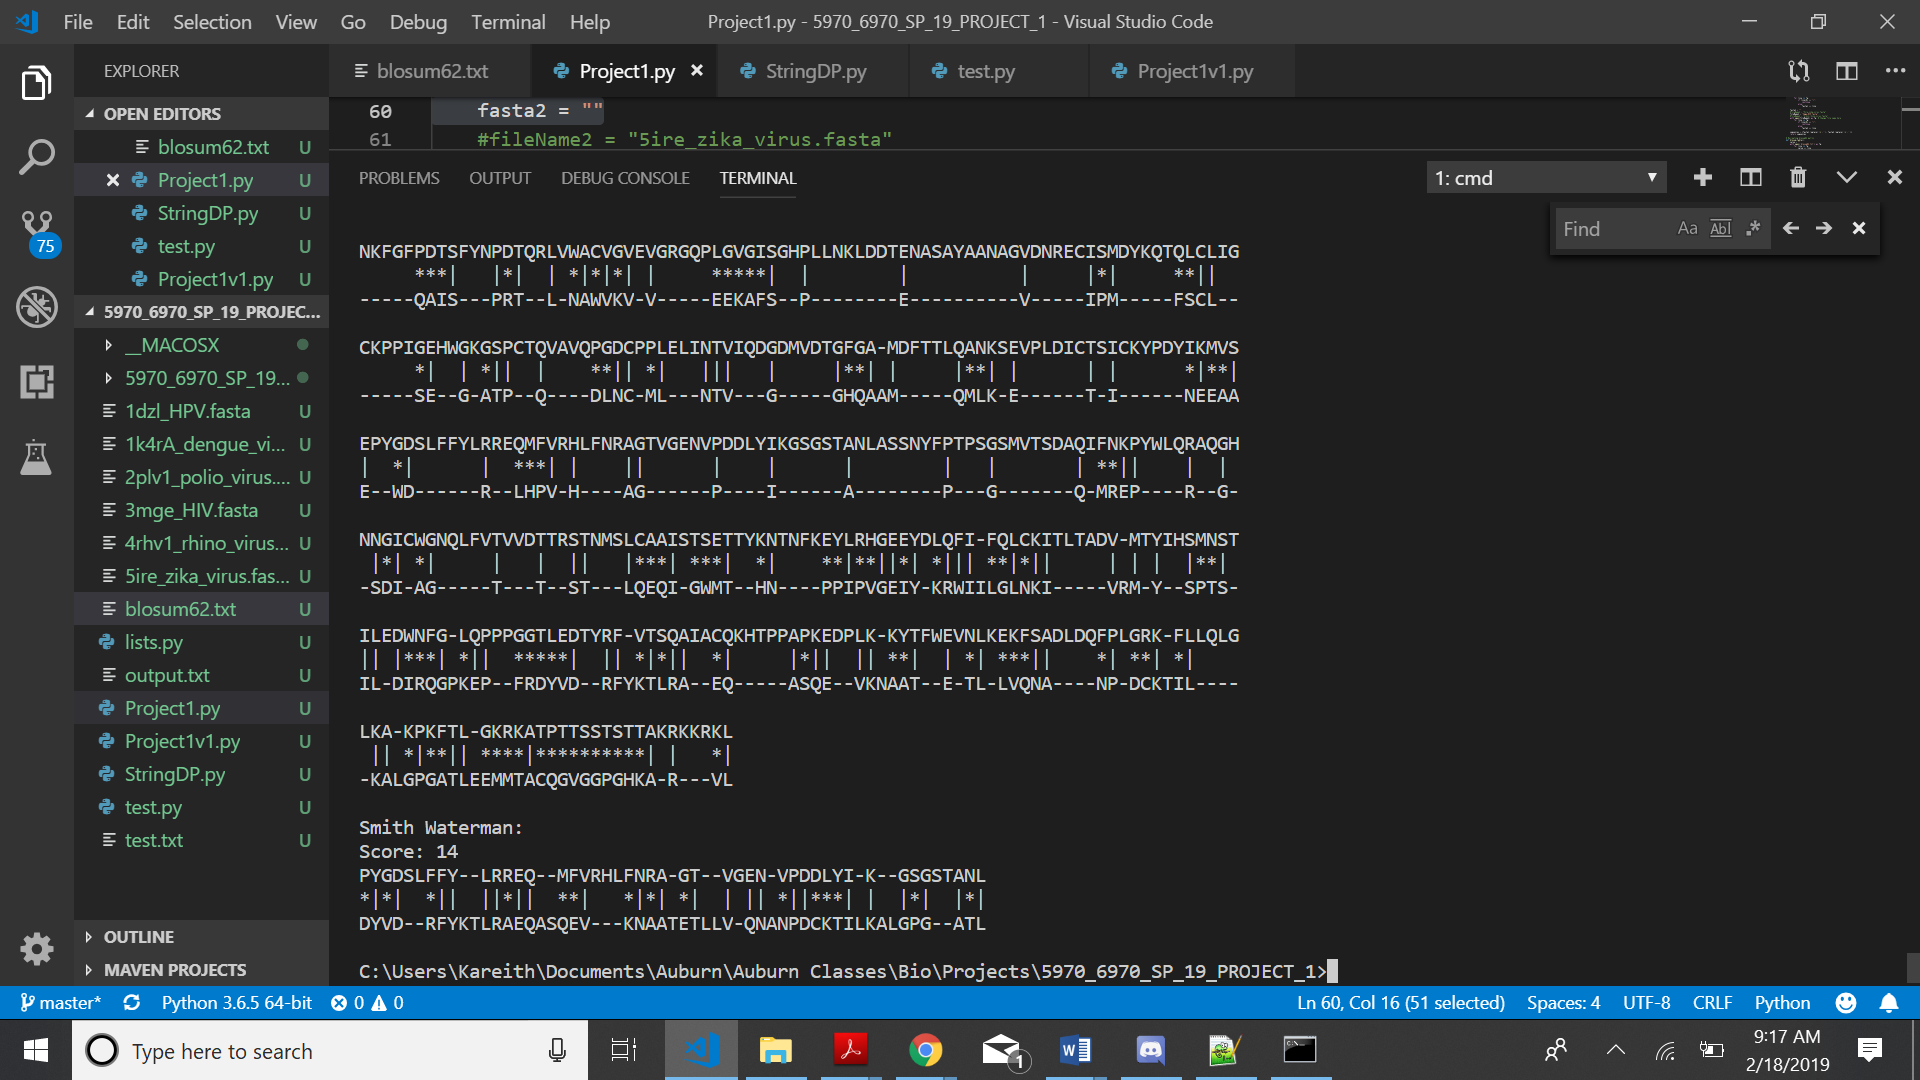 File Edit Selection View Go Debug Terminal Help
Project1.py - 5970_6970_SP_19_PROJECT_1 - Visual Studio Code
EXPLORER
OPEN EDITORS
blosum62.txt U
Project1.py U
StringDP.py U
test.py U
Project1v1.py U
75
5970_6970_SP_19_PROJEC...
__MACOSX
5970_6970_SP_19...
1dzl_HPV.fasta U
1k4rA_dengue_vi... U
2plv1_polio_virus.... U
3mge_HIV.fasta U
4rhv1_rhino_virus... U
5ire_zika_virus.fas... U
blosum62.txt U
lists.py U
output.txt U
Project1.py U
Project1v1.py U
StringDP.py U
test.py U
test.txt U
OUTLINE
MAVEN PROJECTS
blosum62.txt Project1.py StringDP.py test.py Project1v1.py
60 fasta2 = ""
61 #fileName2 = "5ire_zika_virus.fasta"
PROBLEMS OUTPUT DEBUG CONSOLE TERMINAL
1: cmd
Find Aa Abl .*
NKFGFPDTSFYNPDTQRLVWACVGVEVGRGQPLGVGISGHPLLNKLDDTENASAYAANAGVDNRECISMDYKQTQLCLIG
     ***|   |*|  | *|*|*| |     *****|  |        |          |     |*|     **||
-----QAIS---PRT--L-NAWVKV-V-----EEKAFS--P--------E----------V-----IPM-----FSCL--
CKPPIGEHWGKGSPCTQVAVQPGDCPPLELINTVIQDGDMVDTGFGA-MDFTTLQANKSEVPLDICTSICKYPDYIKMVS
     *|  | *||  |    **|| *|   |||   |     |**| |     |**| |      | |      *|**|
-----SE--G-ATP--Q----DLNC-ML---NTV---G-----GHQAAM-----QMLK-E------T-I------NEEAA
EPYGDSLFFYLRREQMFVRHLFNRAGTVGENVPDDLYIKGSGSTANLASSNYFPTPSGSMVTSDAQIFNKPYWLQRAQGH
|  *|      |  ***| |    ||      |    |      |        |   |       | **||    |  |
E--WD------R--LHPV-H----AG------P----I------A--------P---G-------Q-MREP----R--G-
NNGICWGNQLFVTVVDTTRSTNMSLCAAISTSETTYKNTNFKEYLRHGEEYDLQFI-FQLCKITLTADV-MTYIHSMNST
 |*| *|     |   |  ||   |***| ***|  *|    **|**||*| *||| **|*||     | | |  |**|
-SDI-AG-----T---T--ST---LQEQI-GWMT--HN----PPIPVGEIY-KRWIILGLNKI-----VRM-Y--SPTS-
ILEDWNFG-LQPPPGGTLEDTYRF-VTSQAIACQKHTPPAPKEDPLK-KYTFWEVNLKEKFSADLDQFPLGRK-FLLQLG
|| |***| *||  *****|  || *|*||  *|     |*||  || **|  | *| ***||    *| **| *|
IL-DIRQGPKEP--FRDYVD--RFYKTLRA--EQ-----ASQE--VKNAAT--E-TL-LVQNA----NP-DCKTIL----
LKA-KPKFTL-GKRKATPTTSSTSTTAKRKKRKL
 || *|**|| ****|**********| |   *|
-KALGPGATLEEMMTACQGVGGPGHKA-R---VL
Smith Waterman:
Score: 14
PYGDSLFFY--LRREQ--MFVRHLFNRA-GT--VGEN-VPDDLYI-K--GSGSTANL
*|*|  *||  ||*||  **|   *|*| *|  | || *||***| |  |*|  |*|
DYVD--RFYKTLRAEQASQEV---KNAATETLLV-QNANPDCKTILKALGPG--ATL
C:\Users\Kareith\Documents\Auburn\Auburn Classes\Bio\Projects\5970_6970_SP_19_PROJECT_1>
master* Python 3.6.5 64-bit 0 0 Ln 60, Col 16 (51 selected) Spaces: 4 UTF-8 CRLF Python
Type here to search
1
9:17 AM
2/18/2019